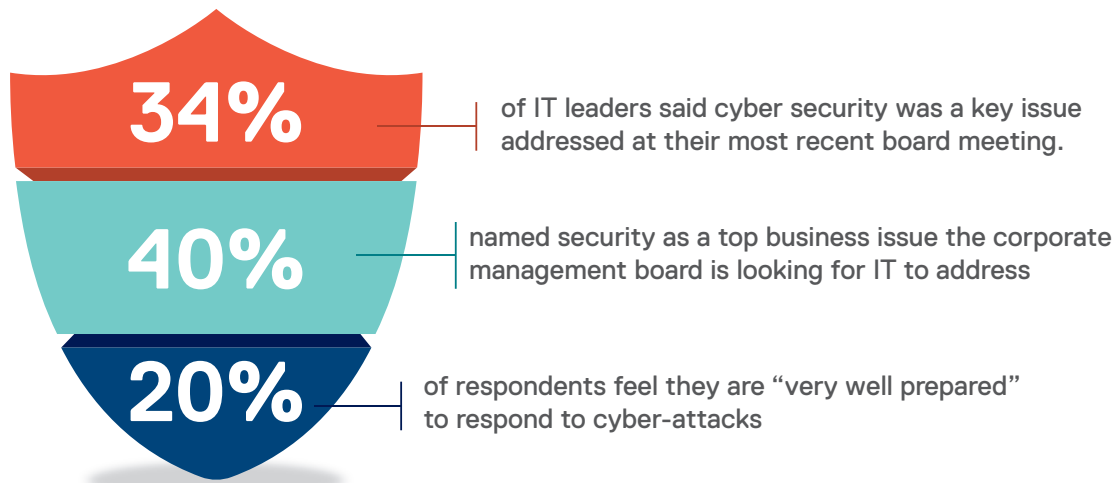 34%
of IT leaders said cyber security was a key issue
addressed at their most recent board meeting.
40%
named security as a top business issue the corporate
management board is looking for IT to address
20%
of respondents feel they are “very well prepared”
to respond to cyber-attacks